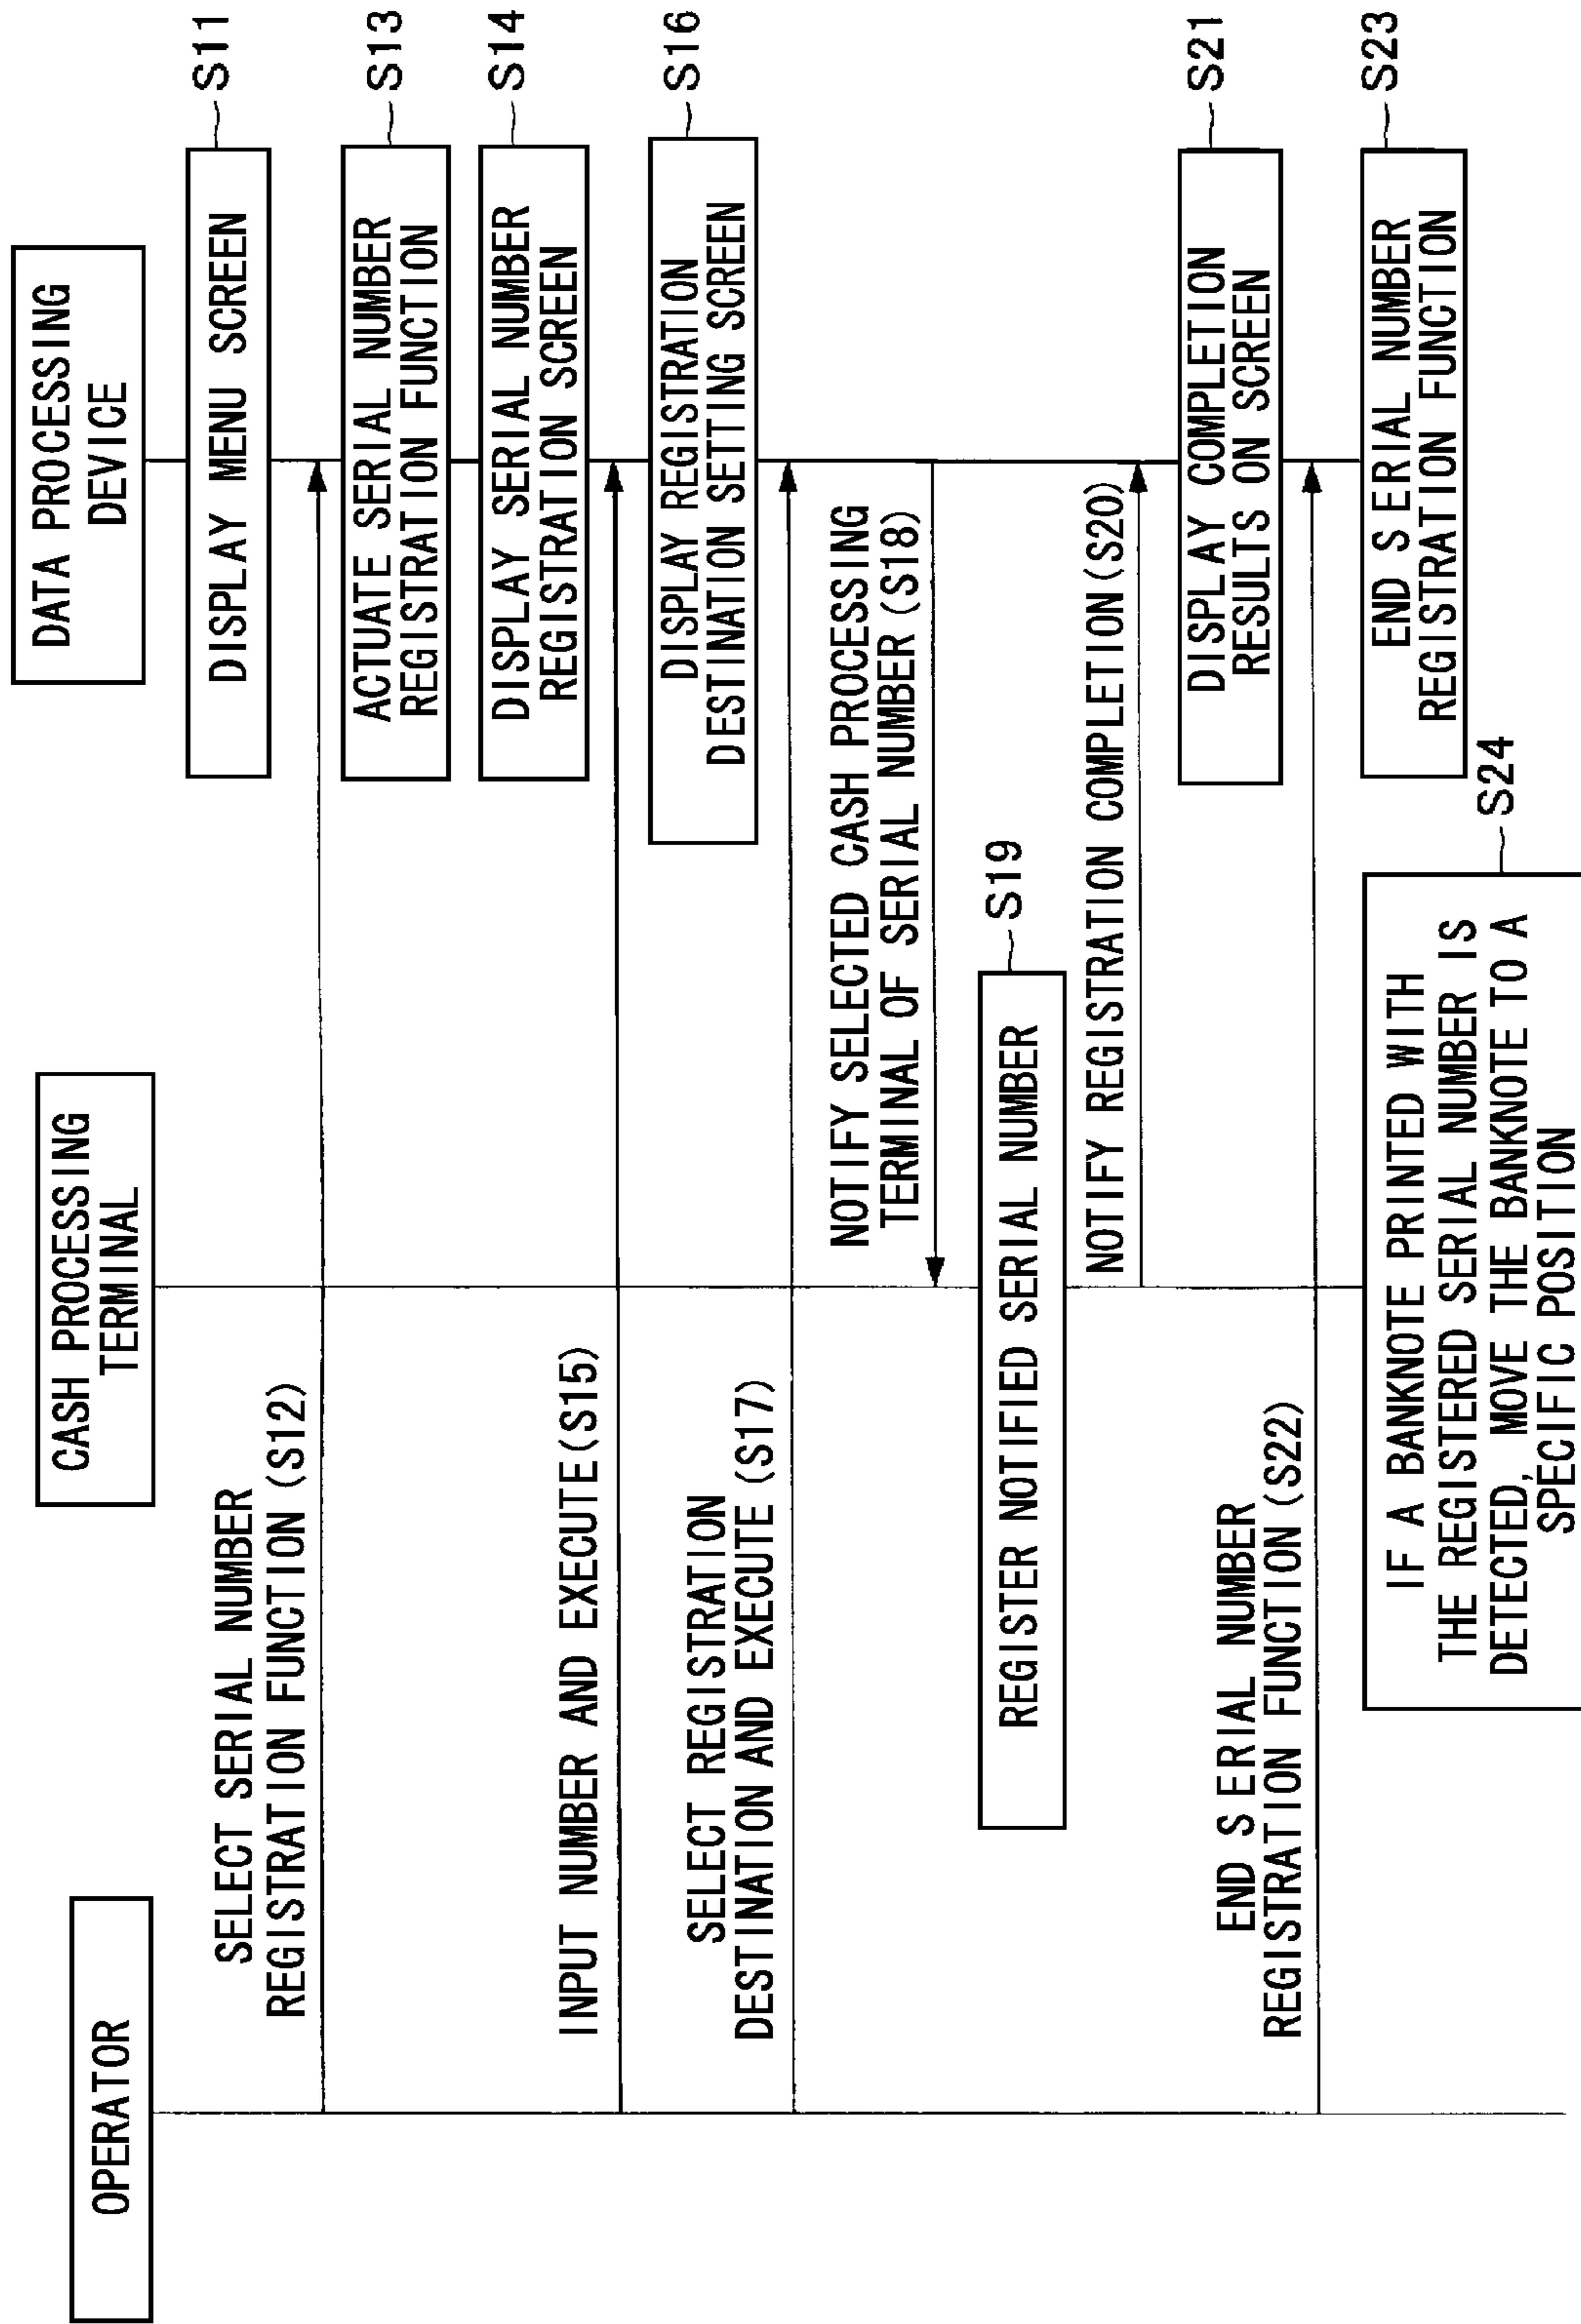 OPERATOR
CASH PROCESSING
TERMINAL
DATA PROCESSING
DEVICE
DISPLAY MENU SCREEN
S11
SELECT SERIAL NUMBER
REGISTRATION FUNCTION (S12)
ACTUATE SERIAL NUMBER
REGISTRATION FUNCTION
S13
DISPLAY SERIAL NUMBER
REGISTRATION SCREEN
S14
INPUT NUMBER AND EXECUTE(S15)
DISPLAY REGISTRATION
DESTINATION SETTING SCREEN
S16
SELECT REGISTRATION
DESTINATION AND EXECUTE (S17)
NOTIFY SELECTED CASH PROCESSING
TERMINAL OF SERIAL NUMBER (S18)
REGISTER NOTIFIED SERIAL NUMBER
S19
NOTIFY REGISTRATION COMPLETION(S20)
DISPLAY COMPLETION
RESULTS ON SCREEN
S21
END SERIAL NUMBER
REGISTRATION FUNCTION (S22)
END SERIAL NUMBER
REGISTRATION FUNCTION
S23
IF A BANKNOTE PRINTED WITH
THE REGISTERED SERIAL NUMBER IS
DETECTED, MOVE THE BANKNOTE TO A
SPECIFIC POSITION
S24